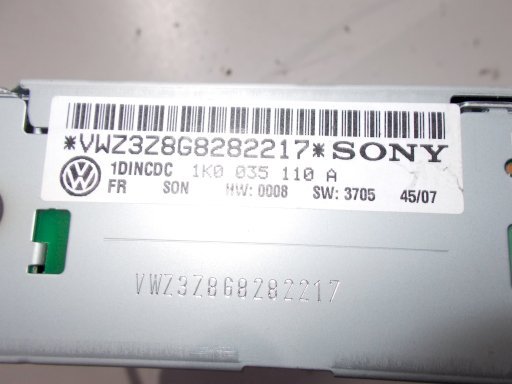 *VWZ3Z8G8282217* SONY
1DINCDC 1K0 035 110 A
FR SON HW: 0008 SW: 3705 45/07
VWZ3Z8G8282217